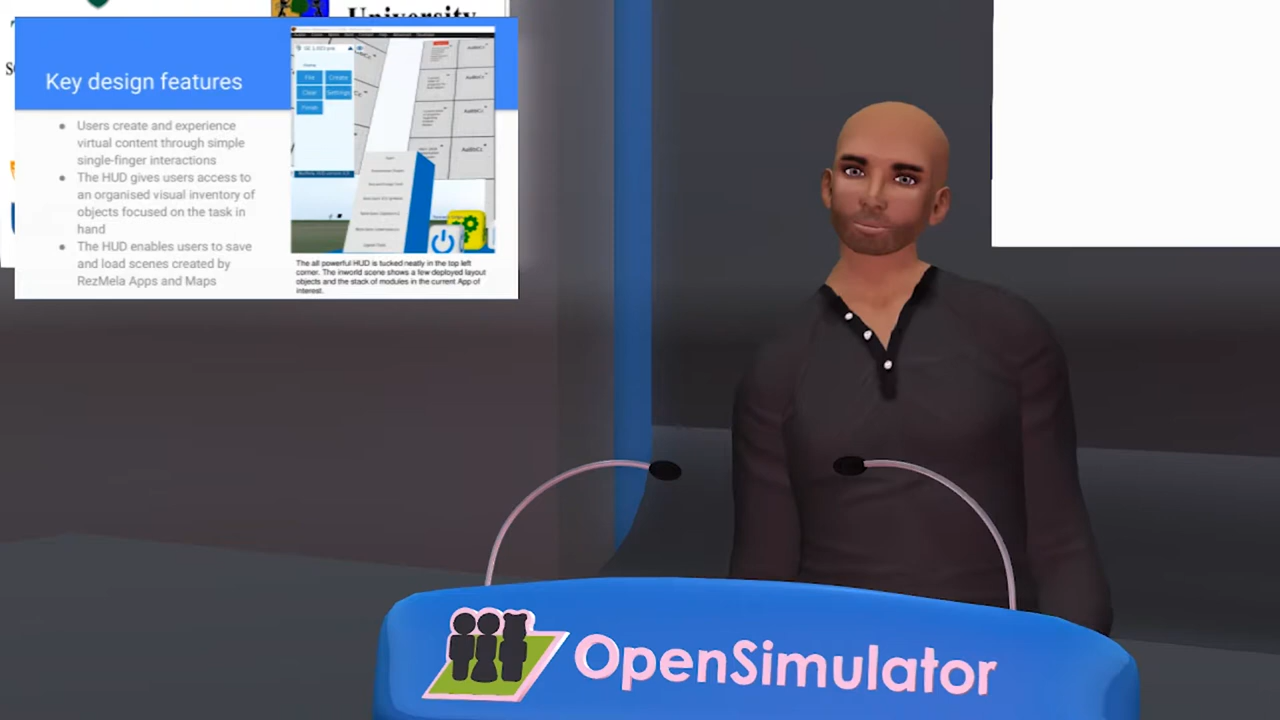 University
Key design features
● Users create and experience
virtual content through simple
single-finger interactions
● The HUD gives users access to
an organised visual inventory of
objects focused on the task in
hand
● The HUD enables users to save
and load scenes created by
RezMela Apps and Maps
File Create
Clear Settings
The all powerful HUD is tucked neatly in the top left
corner. The inworld scene shows a few deployed layout
objects and the stack of modules in the current App of
interest.
OpenSimulator